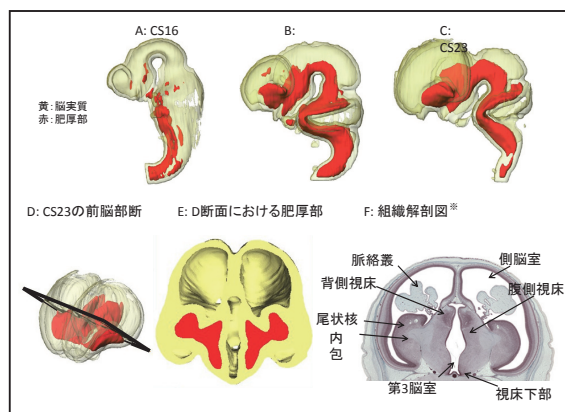 A: CS16
B:
C:
CS23
黄：脳実質
赤：肥厚部
D: CS23の前脳部断
E: D断面における肥厚部
F: 組織解剖図※
脈絡叢
側脳室
背側視床
腹側視床
尾状核
内
包
第3脳室
視床下部